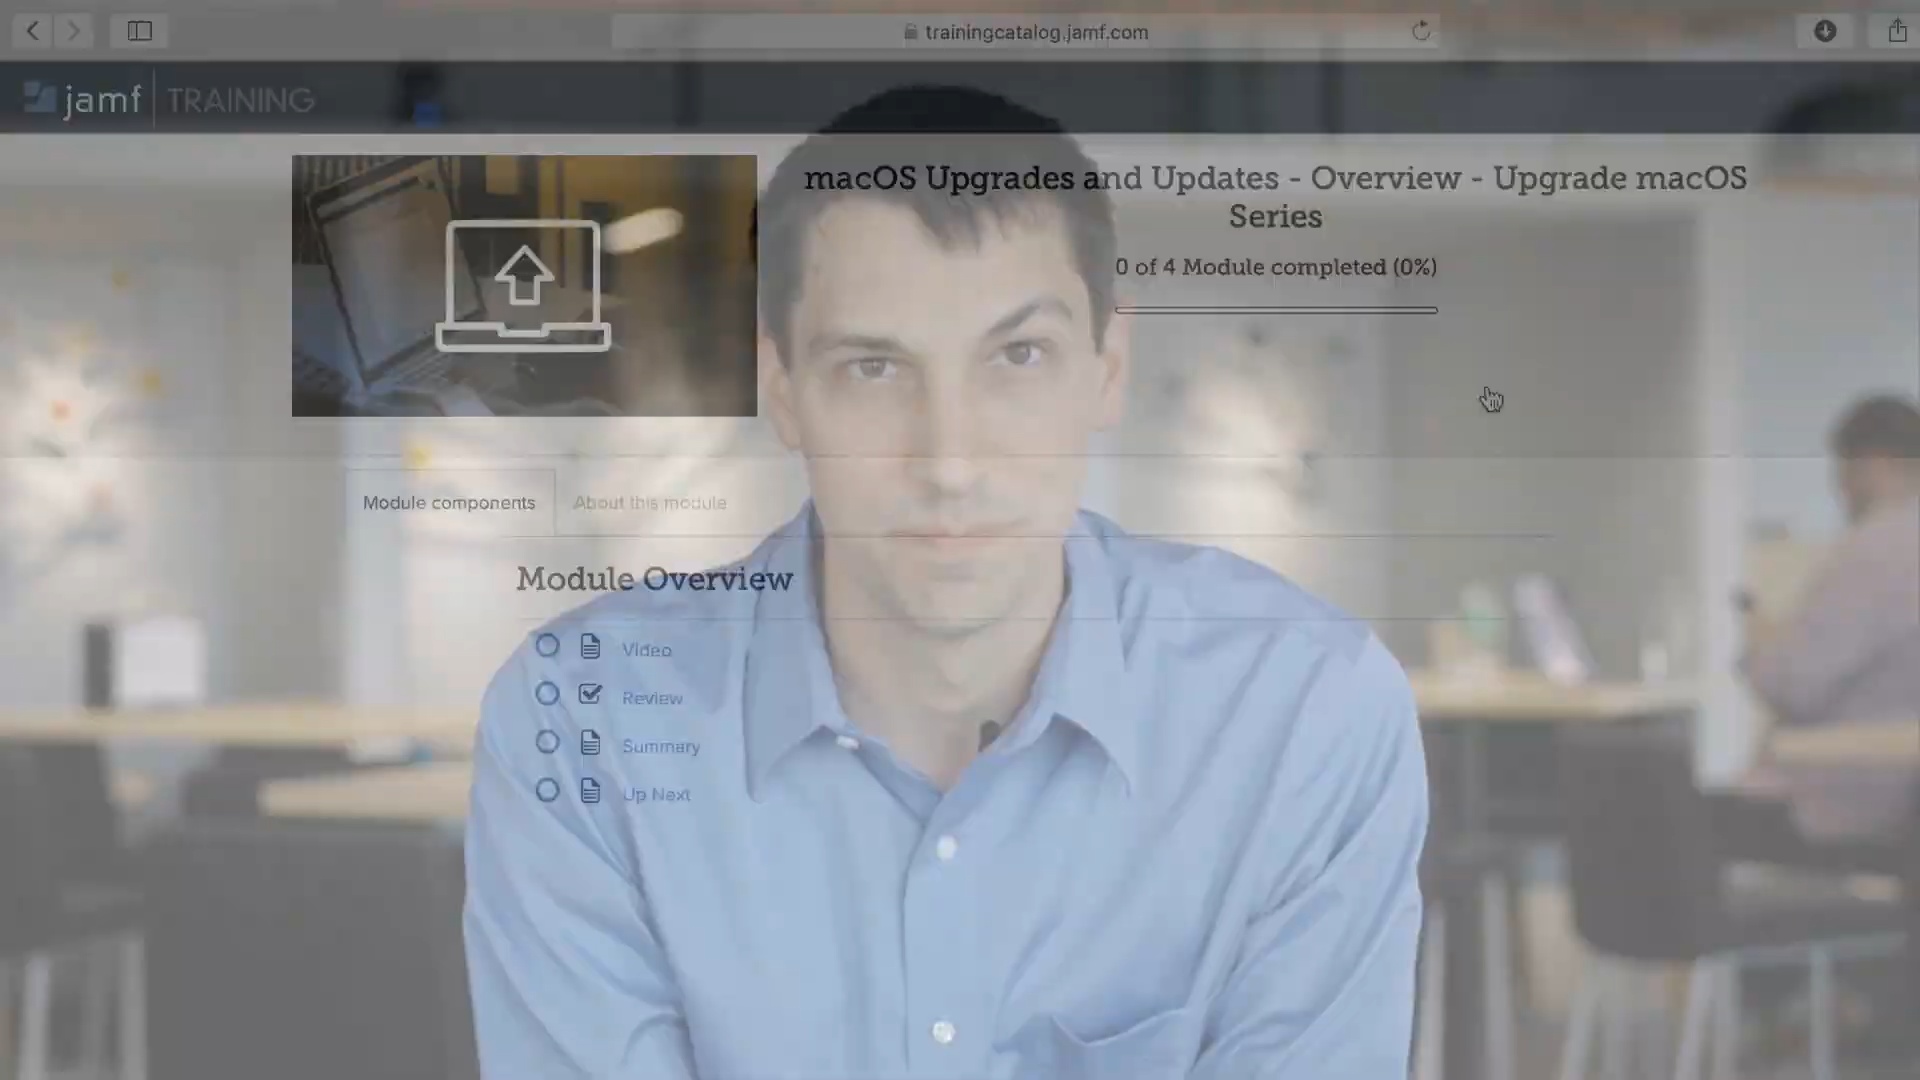 trainingcatalog.jamf.com
jamf TRAINING
macOS Upgrades and Updates - Overview - Upgrade macOS
Series
0 of 4 Module completed (0%)
Module components
About this module
Module Overview
Video
Review
Summary
Up Next